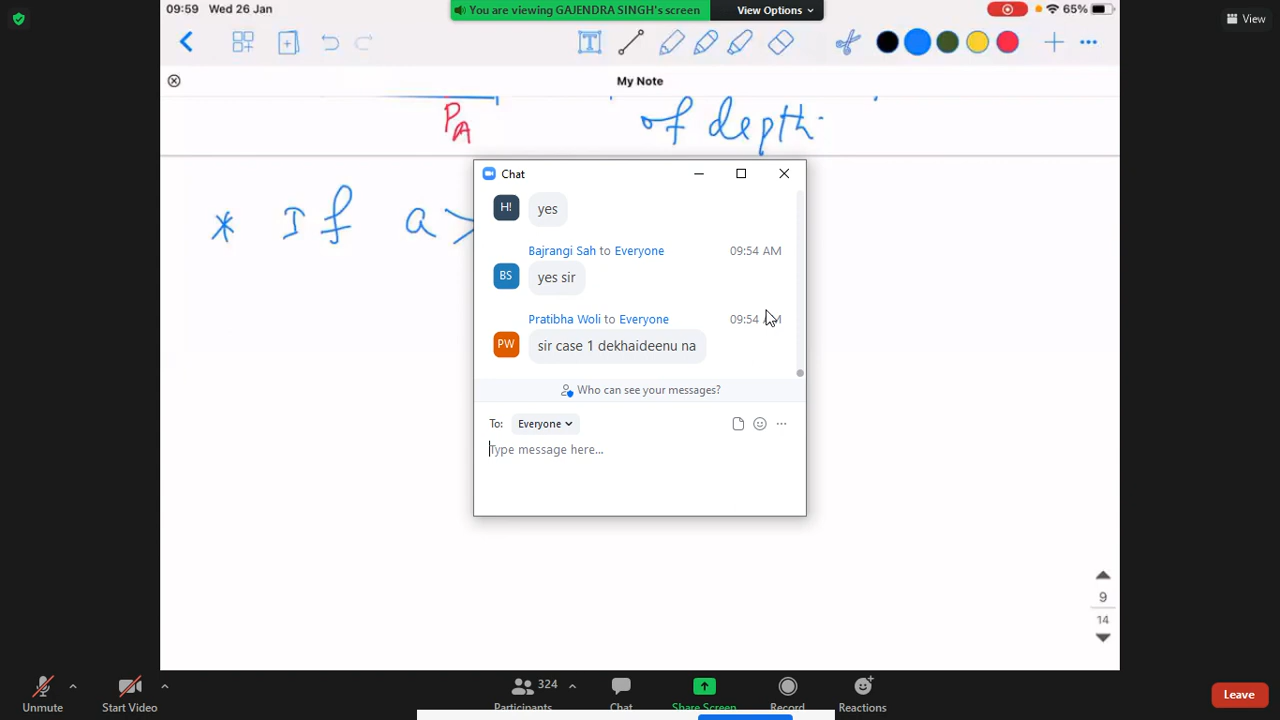 09:59 Wed 26 Jan
You are viewing GAJENDRA SINGH's screen
View Options
65%
View
My Note
PA
of depth.
* If a>
Chat
H!
yes
Bajrangi Sah to Everyone
09:54 AM
BS
yes sir
Pratibha Woli to Everyone
09:54 AM
PW
sir case 1 dekhaideenu na
Who can see your messages?
To: Everyone
Type message here...
9
14
Unmute
Start Video
324
Participants
Chat
Share Screen
Record
Reactions
Leave